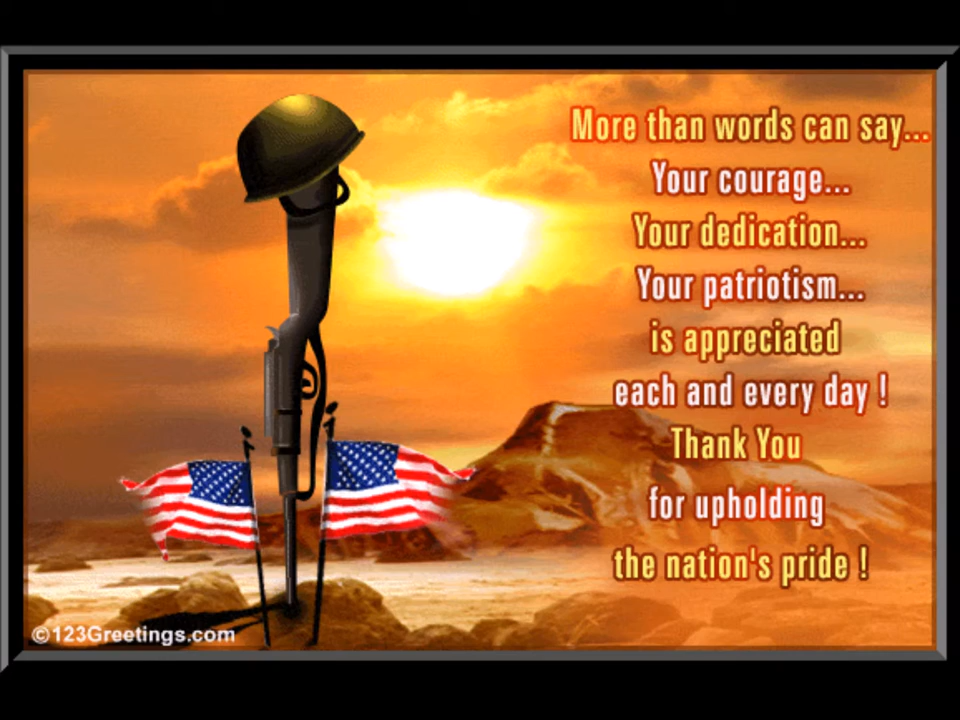 More than words can say...
Your courage...
Your dedication...
Your patriotism...
is appreciated
each and every day !
Thank You
for upholding
the nation's pride !
©123Greetings.com